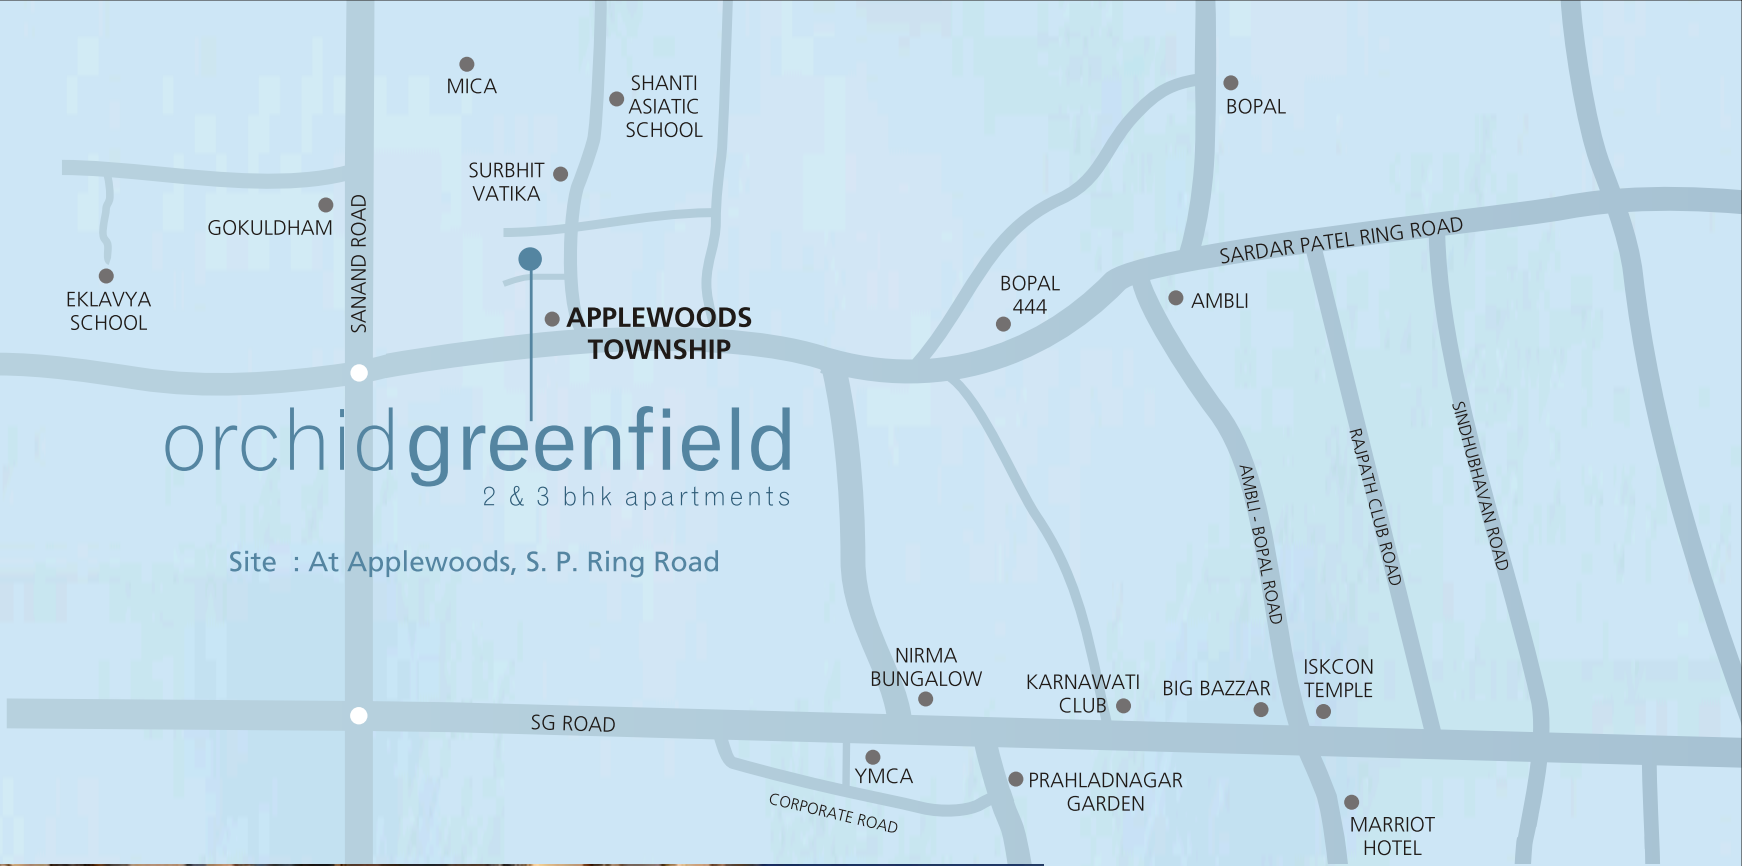 MICA
SHANTI
ASIATIC
SCHOOL
BOPAL
SURBHIT
VATIKA
GOKULDHAM
SANAND ROAD
SARDAR PATEL RING ROAD
EKLAVYA
SCHOOL
BOPAL
444
AMBLI
APPLEWOODS
TOWNSHIP
orchidgreenfield
2 & 3 bhk apartments
Site : At Applewoods, S. P. Ring Road
AMBLI - BOPAL ROAD
RAJPATH CLUB ROAD
SINDHUBHAVAN ROAD
NIRMA
BUNGALOW
KARNAWATI
CLUB
BIG BAZZAR
ISKCON
TEMPLE
SG ROAD
YMCA
PRAHLADNAGAR
GARDEN
CORPORATE ROAD
MARRIOT
HOTEL